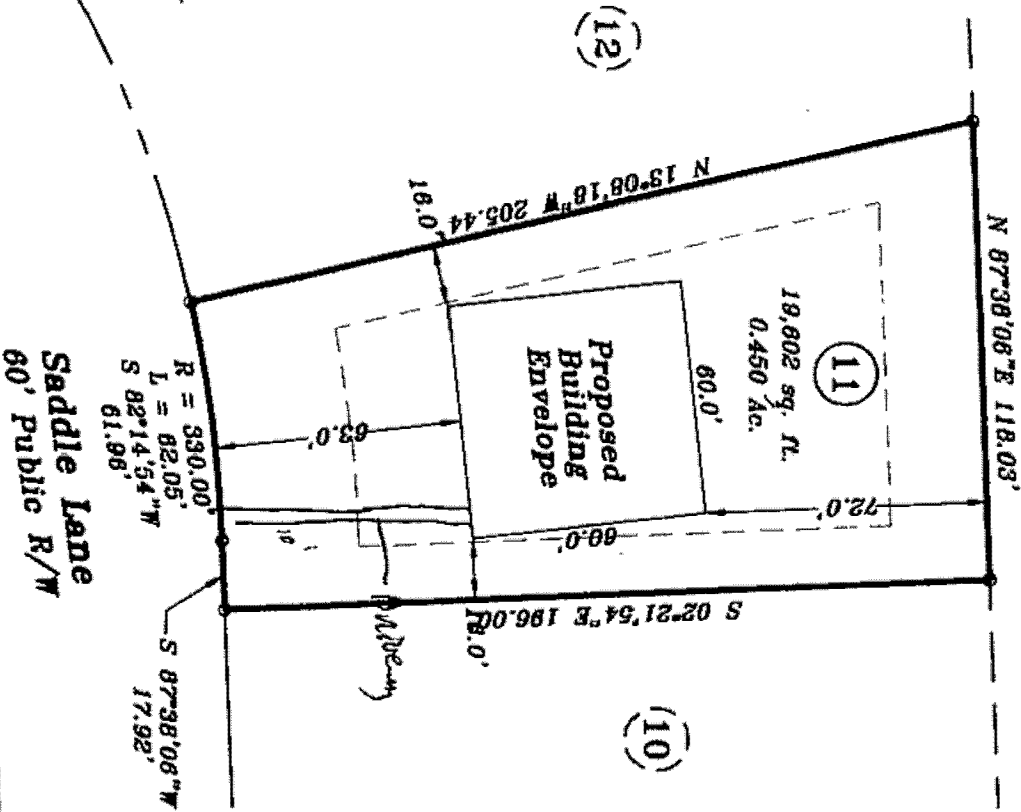 (12)
N 13°08'18"W 205.44'
16.0'
N 87°38'06"E 118.03'
(11)
19,602 sq. ft.
0.450 Ac.
60.0'
Proposed
Building
Envelope
63.0'
72.0'
60.0'
R = 330.00'
L = 62.05'
S 82°14'54"W
61.96'
Saddle Lane
60' Public R/W
10'
Driveway
S 02°21'54"E 196.00'
S 87°38'06"W
17.92'
(10)